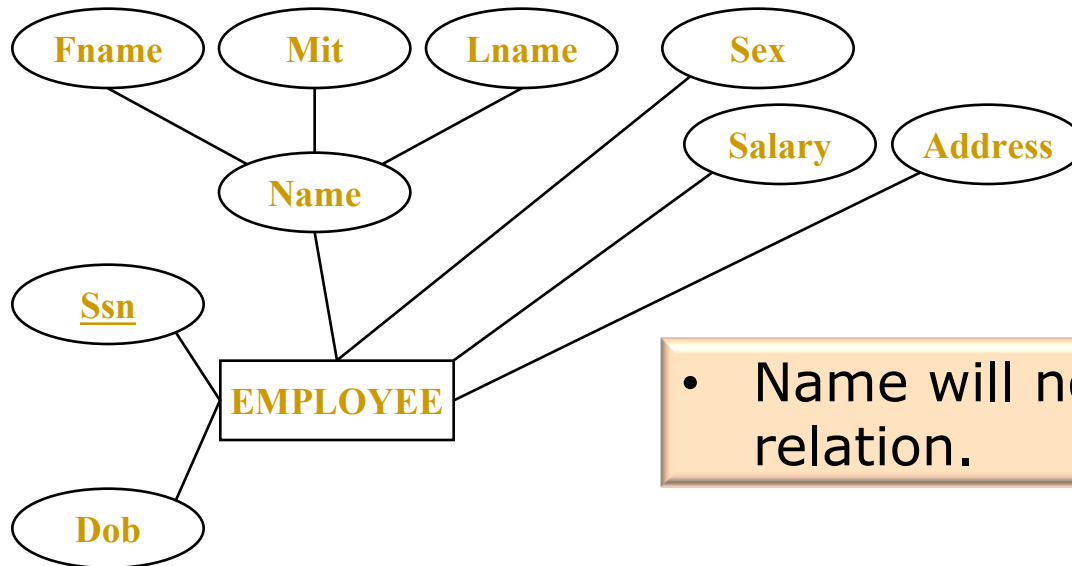 Fname Mit Lname Sex
Salary Address
Name
Ssn
EMPLOYEE
• Name will
relation.
Dob